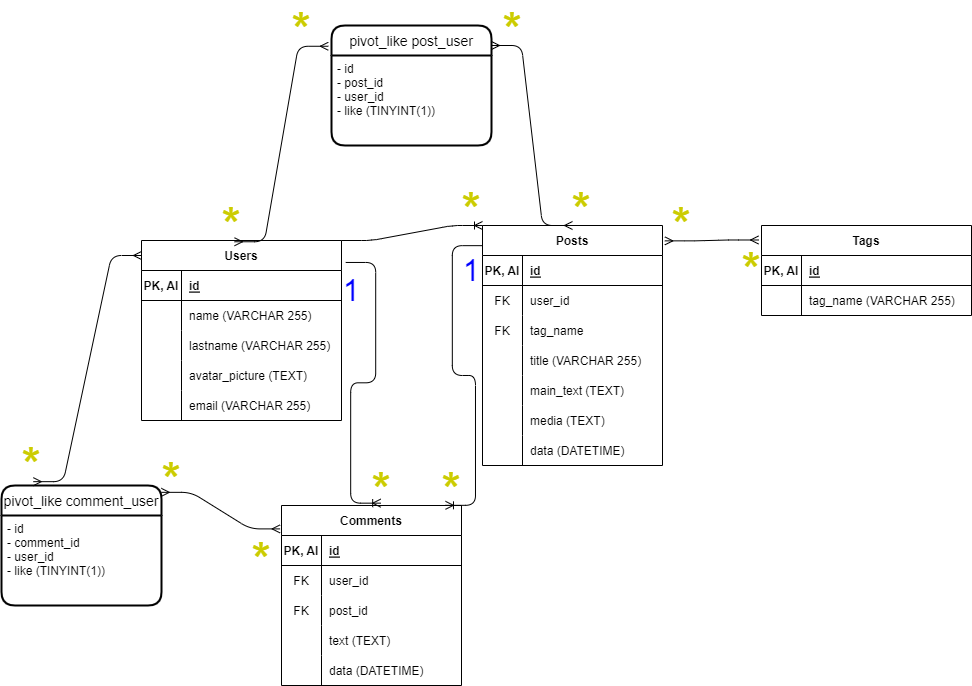 * *
pivot_like post_user
- id
- post_id
- user_id
- like (TINYINT(1))
* * * *
Users
PK, AI id
name (VARCHAR 255)
lastname (VARCHAR 255)
avatar_picture (TEXT)
email (VARCHAR 255)
1
1
Posts
PK, AI id
FK user_id
FK tag_name
title (VARCHAR 255)
main_text (TEXT)
media (TEXT)
data (DATETIME)
*
Tags
PK, AI id
tag_name (VARCHAR 255)
* *
pivot_like comment_user
- id
- comment_id
- user_id
- like (TINYINT(1))
* * *
Comments
PK, AI id
FK user_id
FK post_id
text (TEXT)
data (DATETIME)